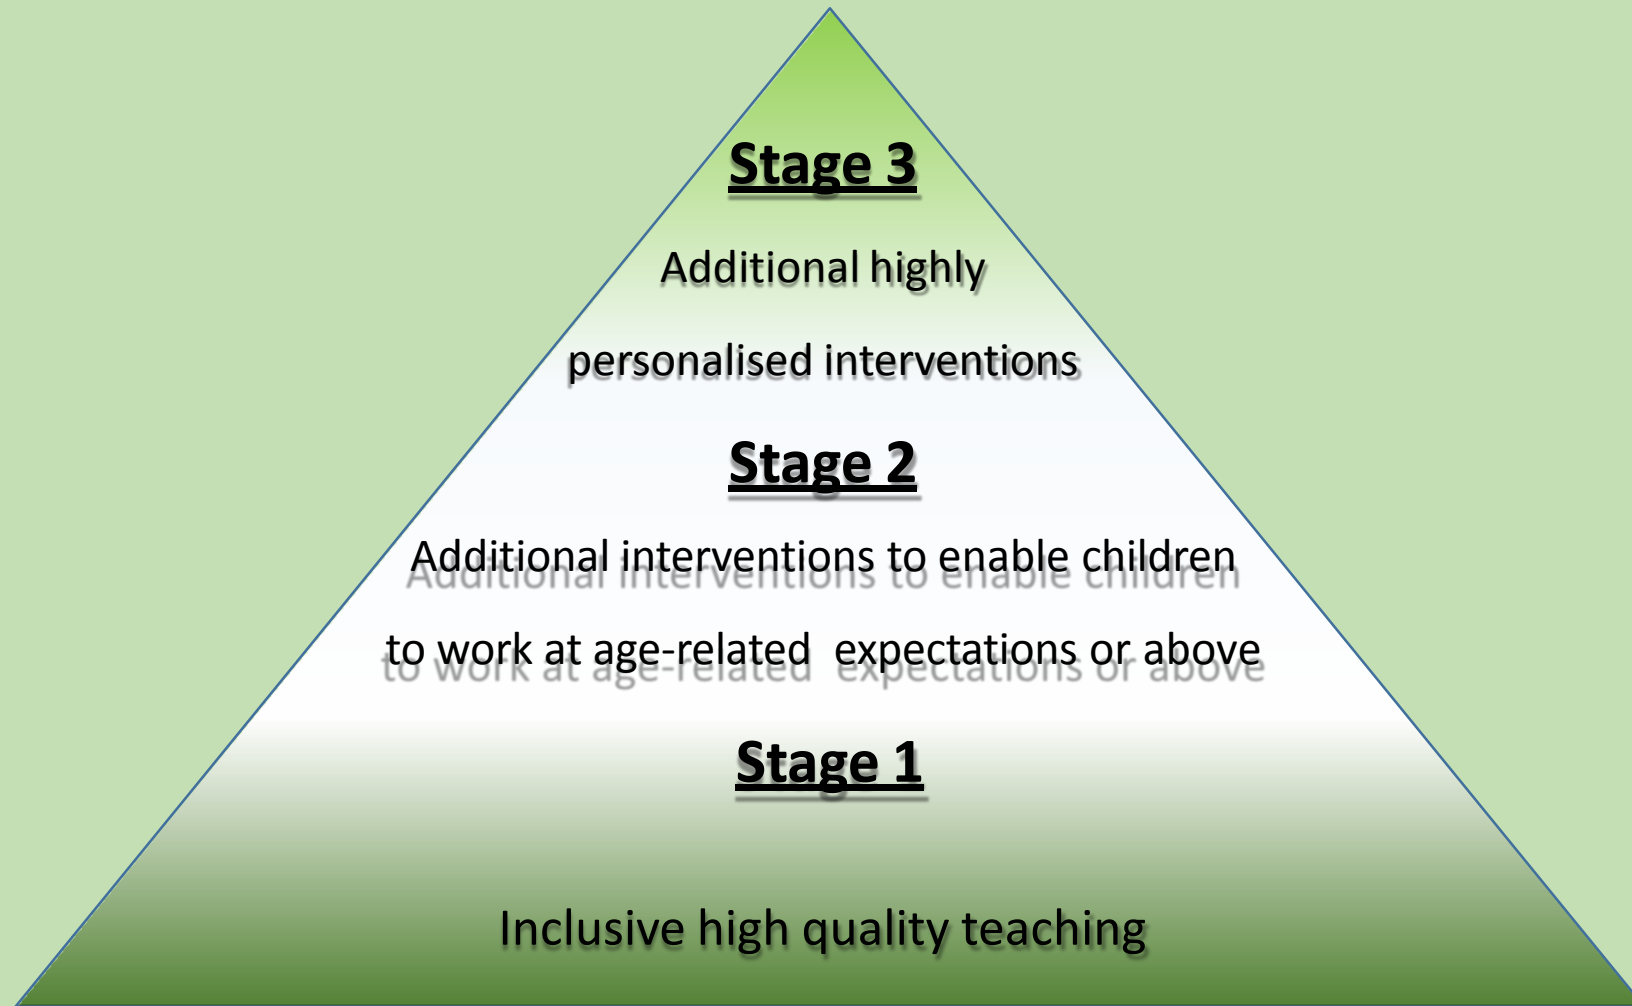 Stage 3
Additional highly
personalised interventions
Stage 2
Additional interventions to enable children
to work at age-related  expectations or above
Stage 1
Inclusive high quality teaching